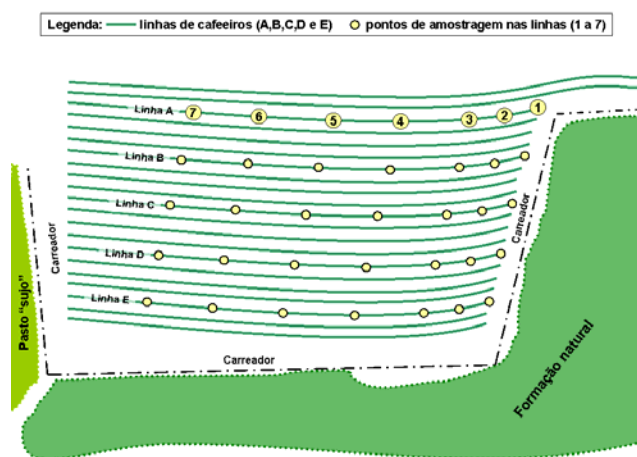 Legenda: linhas de cafeeiros (A,B,C,D e E) pontos de amostragem nas linhas (1 a 7)
Linha A 7 6 5 4 3 2 1
Linha B
Linha C
Linha D
Linha E
Carreador
Carreador
Carreador
Pasto "sujo"
Formação natural